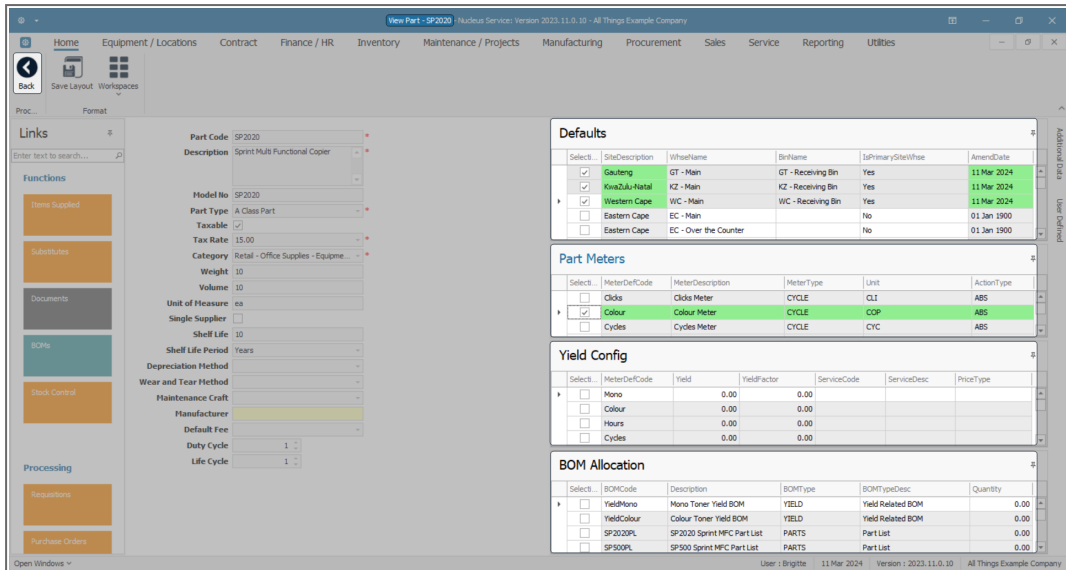 View Part - SP2020 - Nucleus Service: Version 2023.11.0.10 - All Things Example Company
Home Equipment / Locations Contract Finance / HR Inventory Maintenance / Projects Manufacturing Procurement Sales Service Reporting Utilities
Back Save Layout Workspaces
Proc... Format
Links
Enter text to search...
Functions
Items Supplied
Substitutes
Documents
BOMs
Stock Control
Processing
Requisitions
Purchase Orders
Part Code SP2020 *
Description Sprint Multi Functional Copier *
Model No SP2020
Part Type A Class Part *
Taxable
Tax Rate 15.00 *
Category Retail - Office Supplies - Equipme... *
Weight 10
Volume 10
Unit of Measure ea
Single Supplier
Shelf Life 10
Shelf Life Period Years
Depreciation Method
Wear and Tear Method
Maintenance Craft
Manufacturer
Default Fee
Duty Cycle 1
Life Cycle 1
Defaults
Selecti... SiteDescription WhseName BinName IsPrimarySiteWhse AmendDate
Gauteng GT - Main GT - Receiving Bin Yes 11 Mar 2024
KwaZulu-Natal KZ - Main KZ - Receiving Bin Yes 11 Mar 2024
Western Cape WC - Main WC - Receiving Bin Yes 11 Mar 2024
Eastern Cape EC - Main No 01 Jan 1900
Eastern Cape EC - Over the Counter No 01 Jan 1900
Part Meters
Selecti... MeterDefCode MeterDescription MeterType Unit ActionType
Clicks Clicks Meter CYCLE CLI ABS
Colour Colour Meter CYCLE COP ABS
Cycles Cycles Meter CYCLE CYC ABS
Yield Config
Selecti... MeterDefCode Yield YieldFactor ServiceCode ServiceDesc PriceType
Mono 0.00 0.00
Colour 0.00 0.00
Hours 0.00 0.00
Cycles 0.00 0.00
BOM Allocation
Selecti... BOMCode Description BOMType BOMTypeDesc Quantity
YieldMono Mono Toner Yield BOM YIELD Yield Related BOM 0.00
YieldColour Colour Toner Yield BOM YIELD Yield Related BOM 0.00
SP2020PL SP2020 Sprint MFC Part List PARTS Part List 0.00
SP500PL SP500 Sprint MFC Part List PARTS Part List 0.00
Additional Data
User Defined
Open Windows User : Brigitte 11 Mar 2024 Version : 2023.11.0.10 All Things Example Company